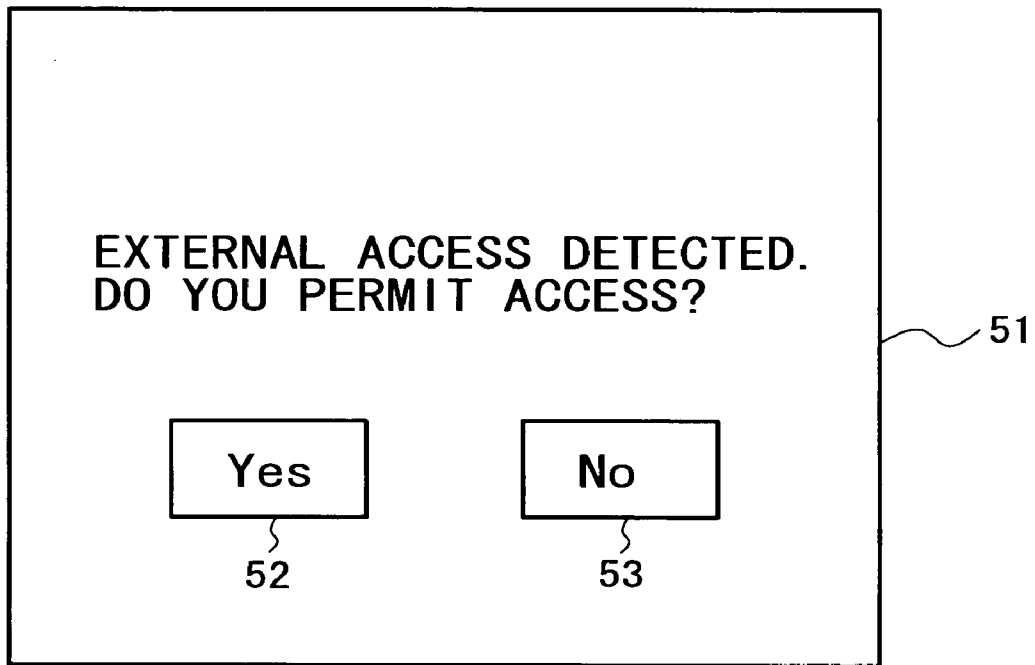 EXTERNAL ACCESS DETECTED.
DO YOU PERMIT ACCESS?
51
Yes
No
52
53